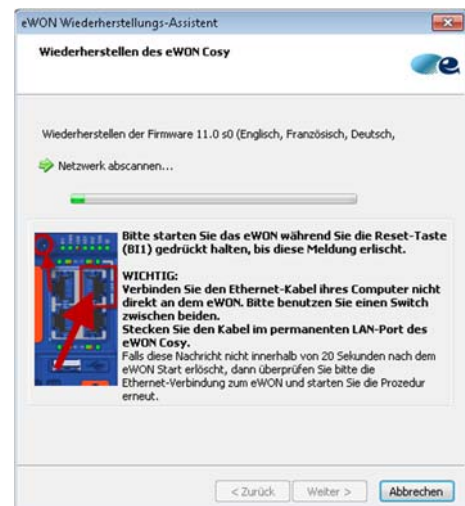 eWON Wiederherstellungs-Assistent
Wiederherstellen des eWON Cosy
Wiederherstellen der Firmware 11.0 s0 (Englisch, Französisch, Deutsch,
Netzwerk abscannen...
Bitte starten Sie das eWON während Sie die Reset-Taste
(BI1) gedrückt halten, bis diese Meldung erlischt.
WICHTIG:
Verbinden Sie den Ethernet-Kabel ihres Computer nicht
direkt an dem eWON. Bitte benutzen Sie einen Switch
zwischen beiden.
Stecken Sie den Kabel im permanenten LAN-Port des
eWON Cosy.
Falls diese Nachricht nicht innerhalb von 20 Sekunden nach dem
eWON Start erlöscht, dann überprüfen Sie bitte die
Ethernet-Verbindung zum eWON und starten Sie die Prozedur
erneut.
< Zurück
Weiter >
Abbrechen